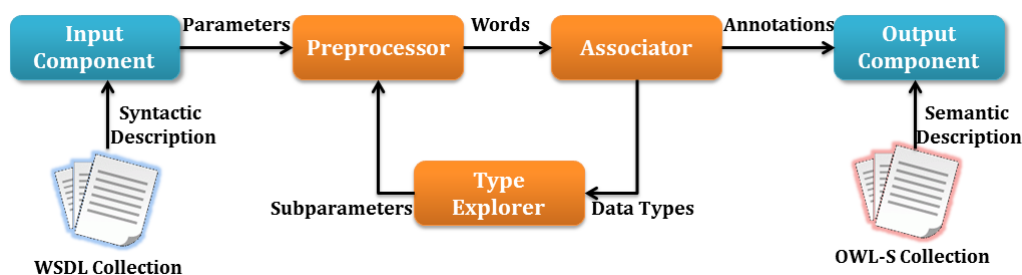 Input
Component
Parameters
Preprocessor
Words
Associator
Annotations
Output
Component
Syntactic
Description
Semantic
Description
Subparameters
Type
Explorer
Data Types
WSDL Collection
OWL-S Collection